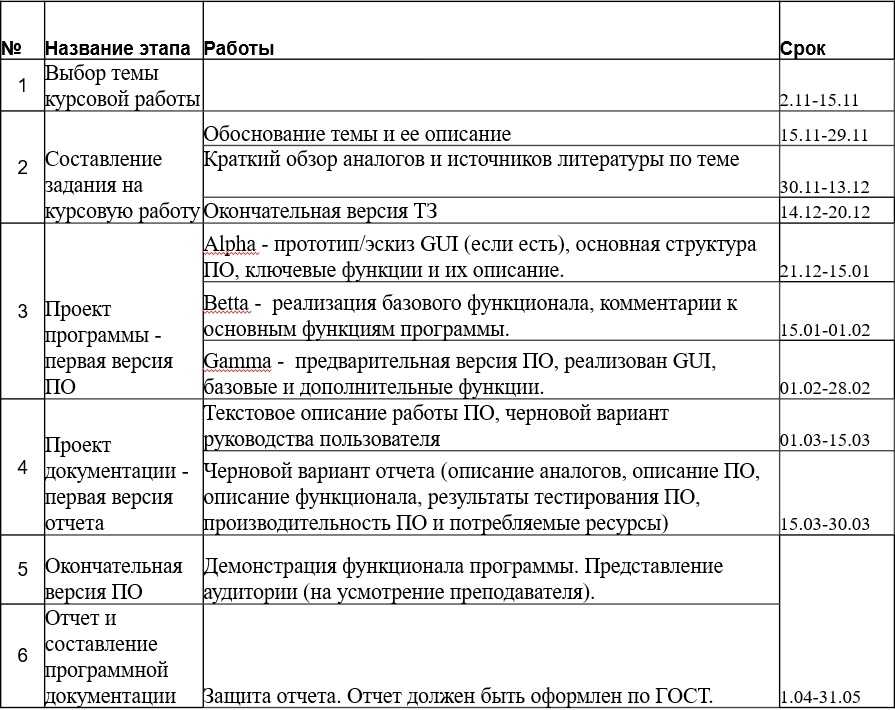 № Название этапа Работы Срок
1 Выбор темы
курсовой работы 2.11-15.11
2 Составление
задания на
курсовую работу
Обоснование темы и ее описание 15.11-29.11
Краткий обзор аналогов и источников литературы по теме 30.11-13.12
Окончательная версия ТЗ 14.12-20.12
3 Проект
программы -
первая версия
ПО
Alpha - прототип/эскиз GUI (если есть), основная структура
ПО, ключевые функции и их описание. 21.12-15.01
Betta - реализация базового функционала, комментарии к
основным функциям программы. 15.01-01.02
Gamma - предварительная версия ПО, реализован GUI,
базовые и дополнительные функции. 01.02-28.02
4 Проект
документации -
первая версия
отчета
Текстовое описание работы ПО, черновой вариант
руководства пользователя 01.03-15.03
Черновой вариант отчета (описание аналогов, описание ПО,
описание функционала, результаты тестирования ПО,
производительность ПО и потребляемые ресурсы) 15.03-30.03
5 Окончательная
версия ПО
Демонстрация функционала программы. Представление
аудитории (на усмотрение преподавателя).
6 Отчет и
составление
программной
документации
Защита отчета. Отчет должен быть оформлен по ГОСТ. 1.04-31.05